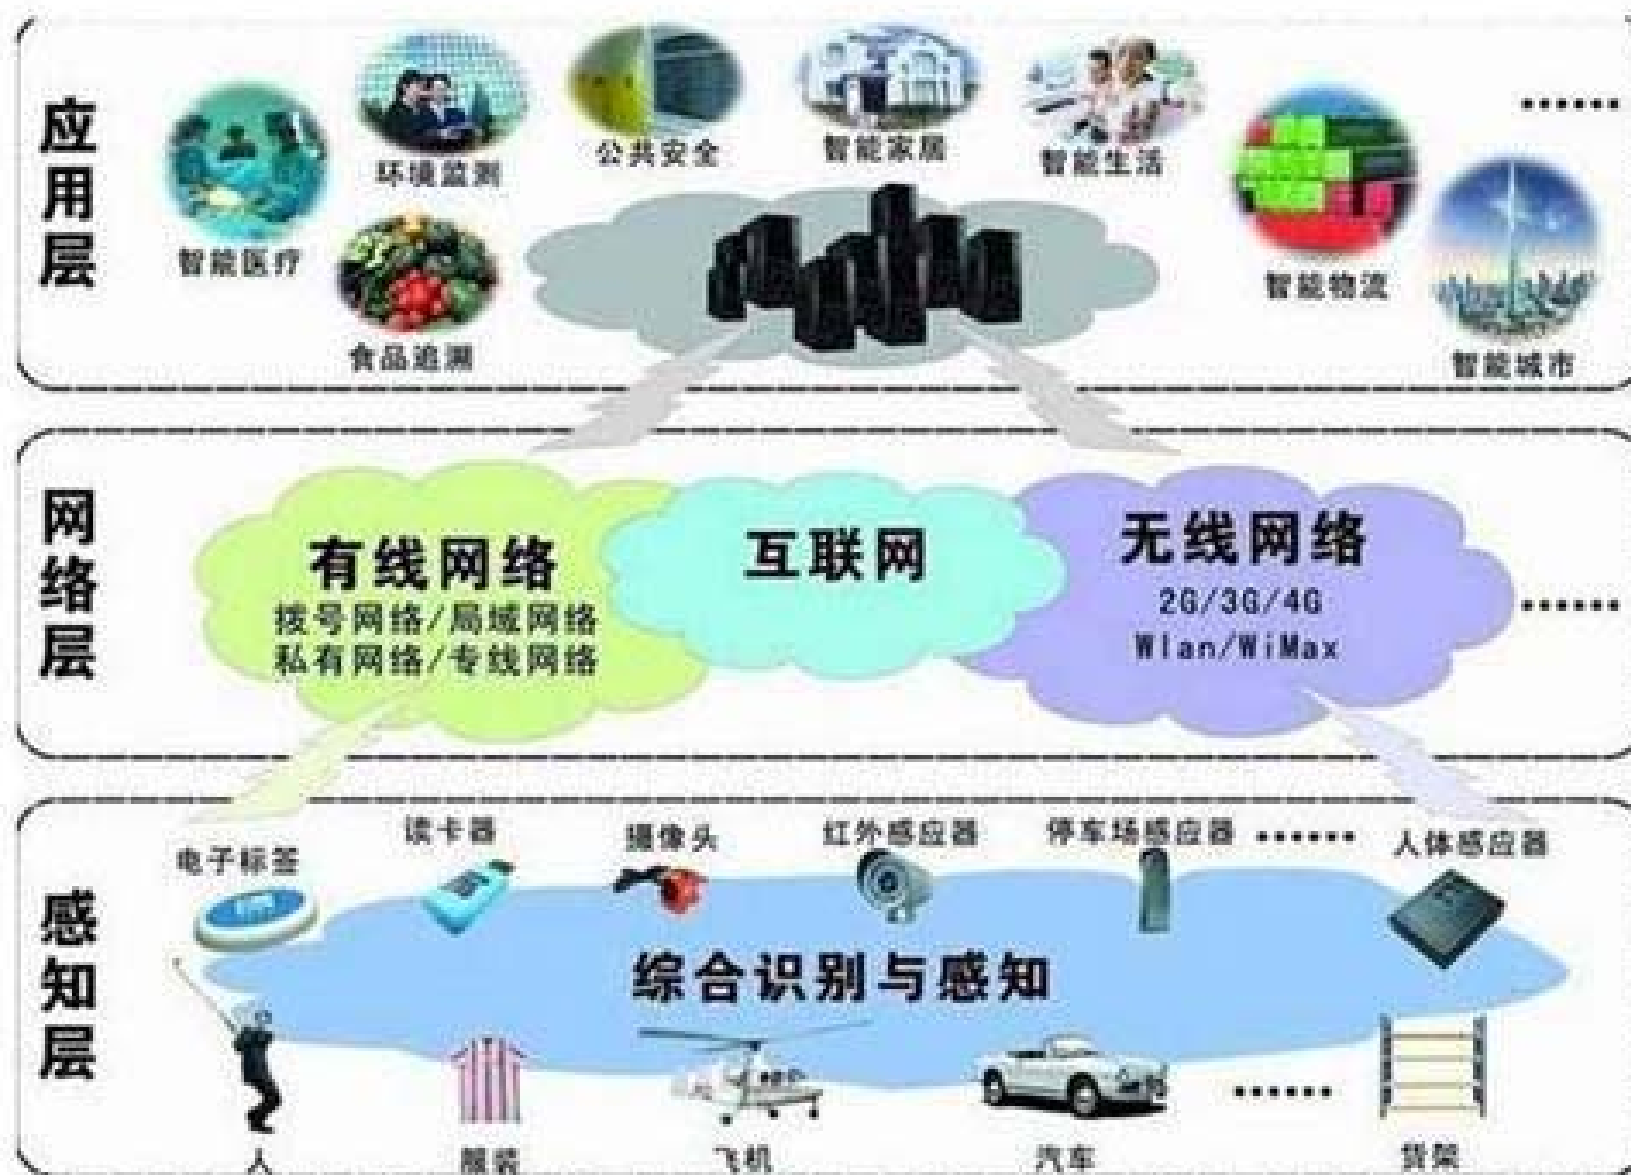 应用层
智能医疗
环境监测
食品追溯
公共安全
智能家居
智能生活
智能物流
智能城市
......
网络层
有线网络
拨号网络/局域网络
私有网络/专线网络
互联网
无线网络
2G/3G/4G
Wlan/WiMax
......
感知层
电子标签
读卡器
摄像头
红外感应器
停车场感应器
......
人体感应器
综合识别与感知
人
服装
飞机
汽车
......
货架